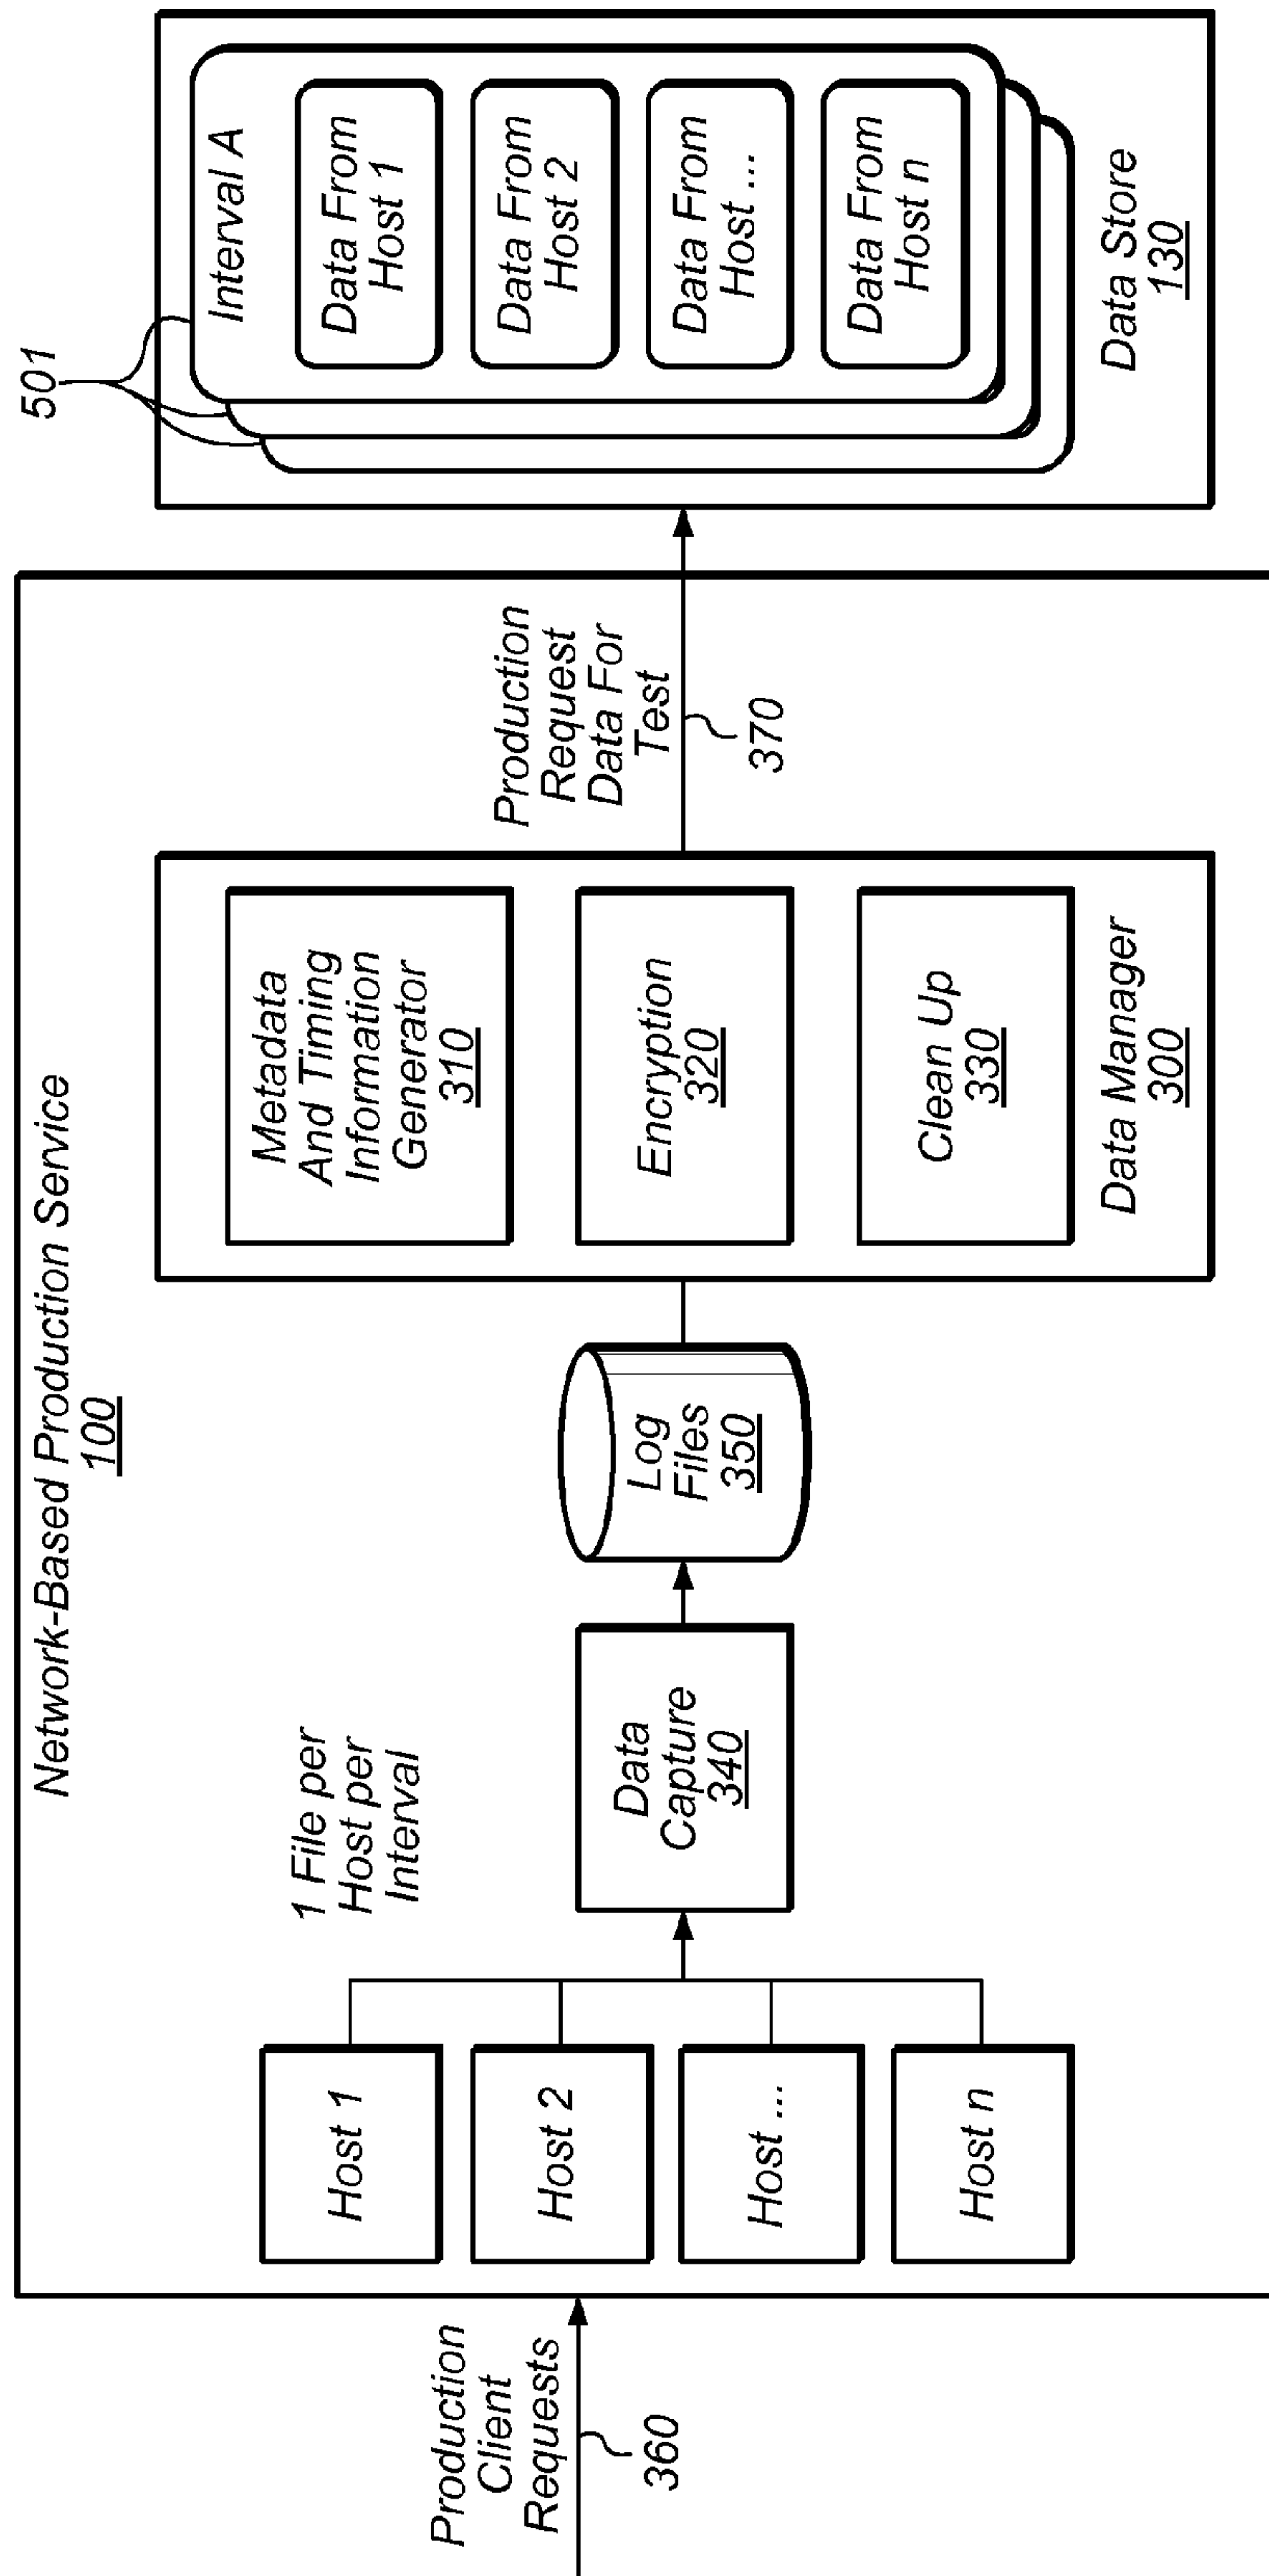 Network-Based Production Service
100
Production
Client
Requests
360
Host 1
Host 2
Host ...
Host n
1 File per
Host per
Interval
Data
Capture
340
Log
Files
350
Metadata
And Timing
Information
Generator
310
Encryption
320
Clean Up
330
Data Manager
300
Production
Request
Data For
Test
370
501
Interval A
Data From
Host 1
Data From
Host 2
Data From
Host ...
Data From
Host n
Data Store
130